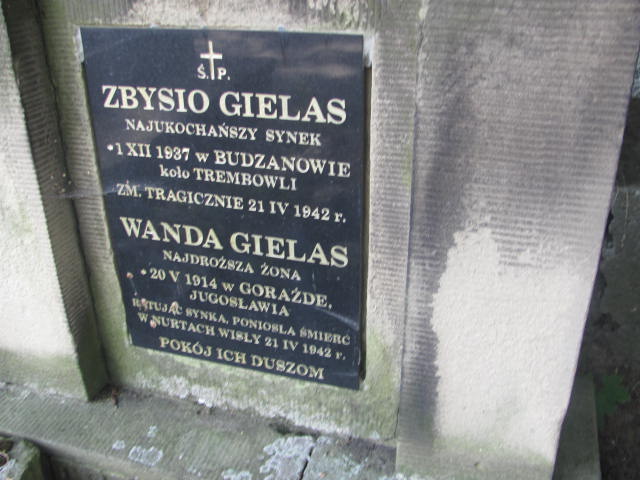 Ś.P.
ZBYSIO GIELAS
NAJUKOCHAŃSZY SYNEK
*1 XII 1937 w BUDZANOWIE
koło TREMBOWLI
ZM. TRAGICZNIE 21 IV 1942 r.
WANDA GIELAS
NAJDROŻSZA ŻONA
*20 V 1914 w GORAŹDE,
JUGOSŁAWIA
RATUJĄC SYNKA, PONIOSŁA ŚMIERĆ
W NURTACH WISŁY 21 IV 1942 r.
POKÓJ ICH DUSZOM